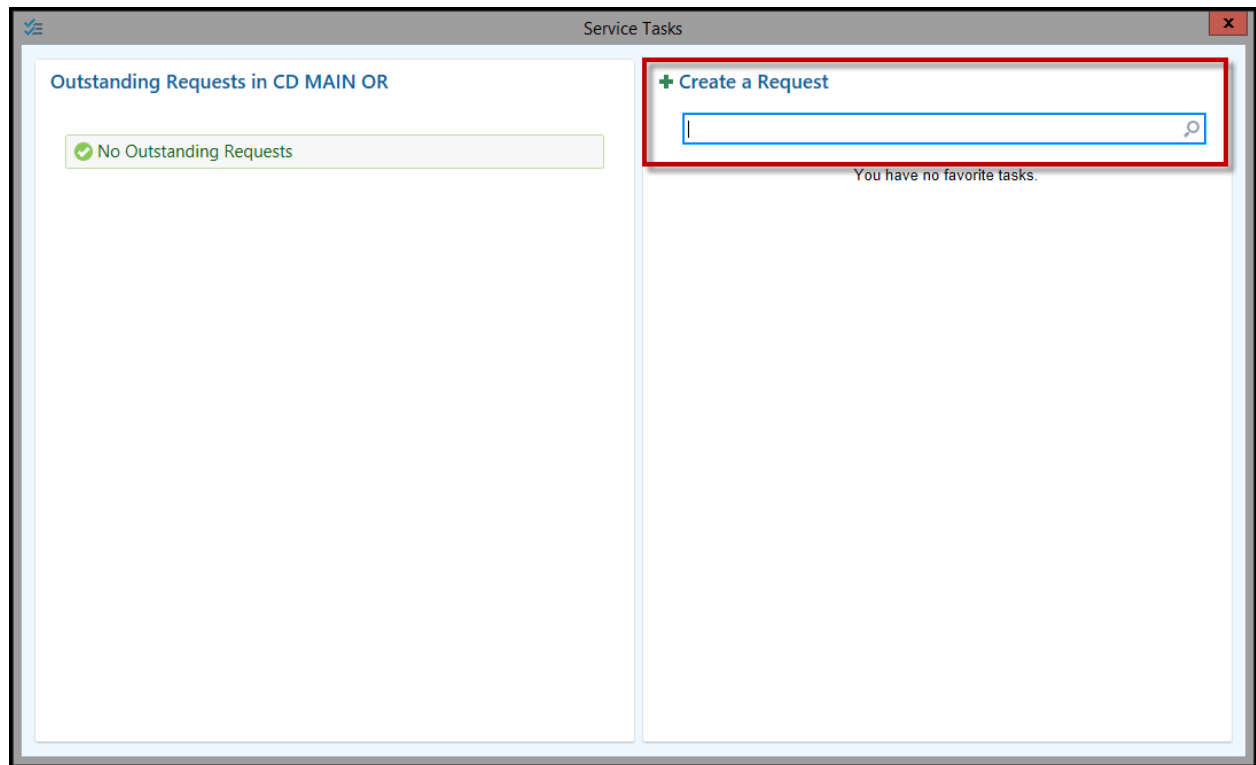 Service Tasks
x
Outstanding Requests in CD MAIN OR
No Outstanding Requests
Create a Request
You have no favorite tasks.